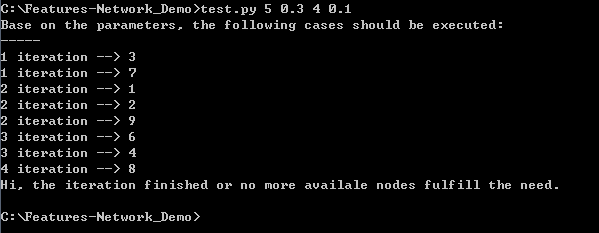 C:\Features-Network_Demo>test.py 5 0.3 4 0.1
Base on the parameters, the following cases should be executed:
-----
1 iteration --> 3
1 iteration --> 7
2 iteration --> 1
2 iteration --> 2
2 iteration --> 9
3 iteration --> 6
3 iteration --> 4
4 iteration --> 8
Hi, the iteration finished or no more availale nodes fulfill the need.
C:\Features-Network_Demo>